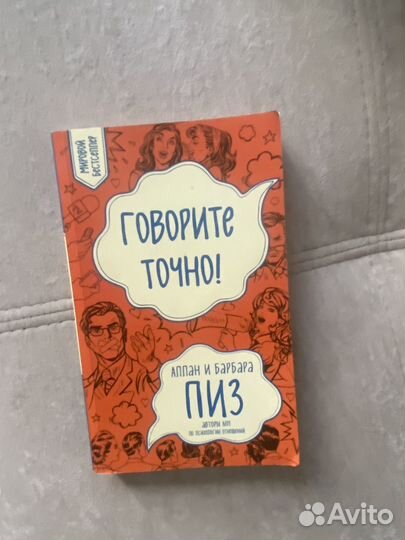 МИРОВОЙ
БЕСТСЕЛЛЕР
ГОВОРИТЕ
ТОЧНО!
АЛЛАН И БАРБАРА
ПИЗ
АВТОРЫ №1
ПО ПСИХОЛОГИИ ОТНОШЕНИЙ
Avito